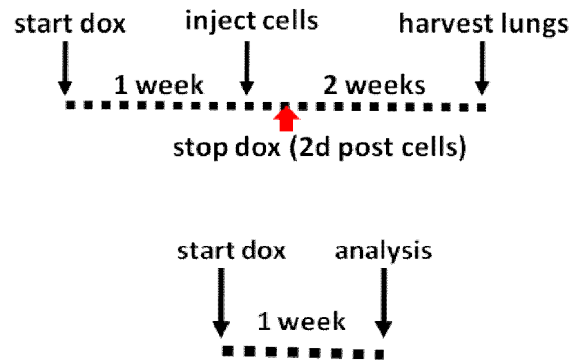 start dox inject cells harvest lungs
1 week 2 weeks
stop dox (2d post cells)
start dox analysis
1 week